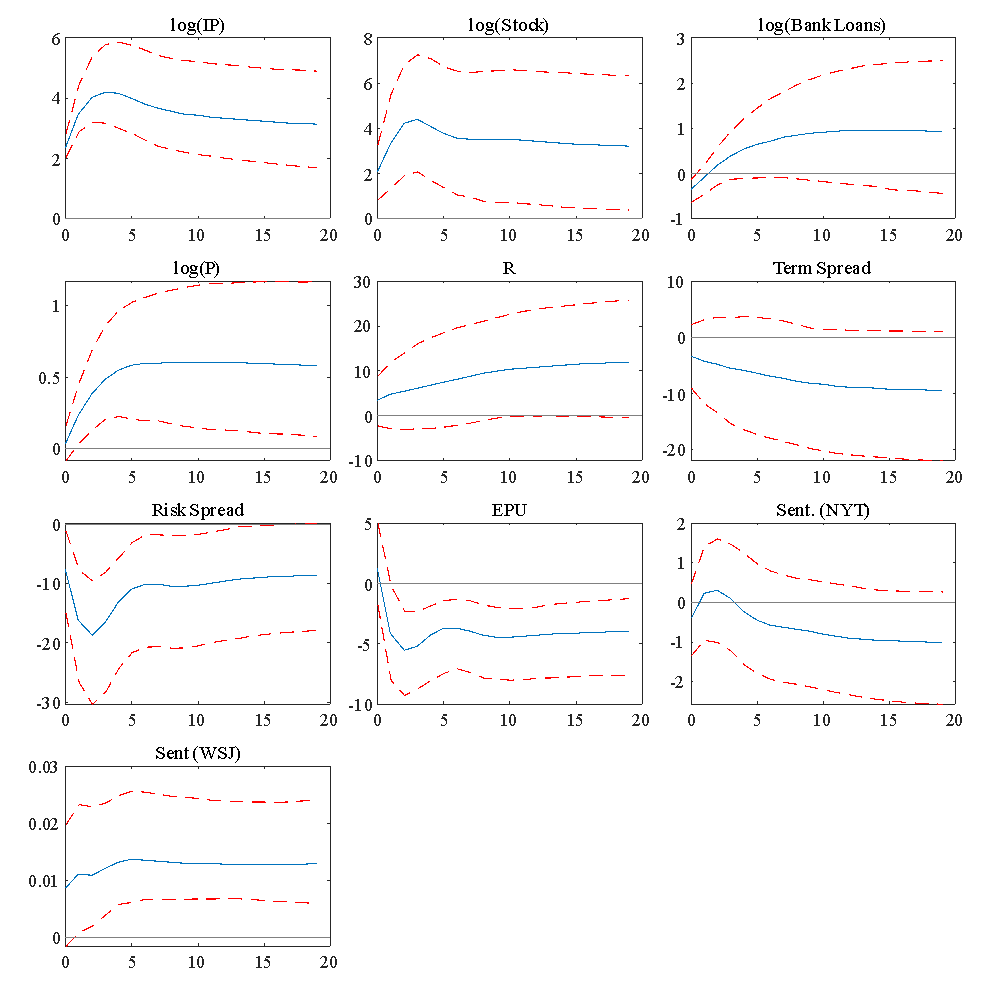 log(IP)
6
4
2
0
0 5 10 15 20
log(Stock)
8
6
4
2
0
0 5 10 15 20
log(Bank Loans)
3
2
1
0
-1
0 5 10 15 20
log(P)
1
0.5
0
0 5 10 15 20
R
30
20
10
0
-10
0 5 10 15 20
Term Spread
10
0
-10
-20
0 5 10 15 20
Risk Spread
0
-10
-20
-30
0 5 10 15 20
EPU
5
0
-5
-10
0 5 10 15 20
Sent. (NYT)
2
1
0
-1
-2
0 5 10 15 20
Sent (WSJ)
0.03
0.02
0.01
0
0 5 10 15 20